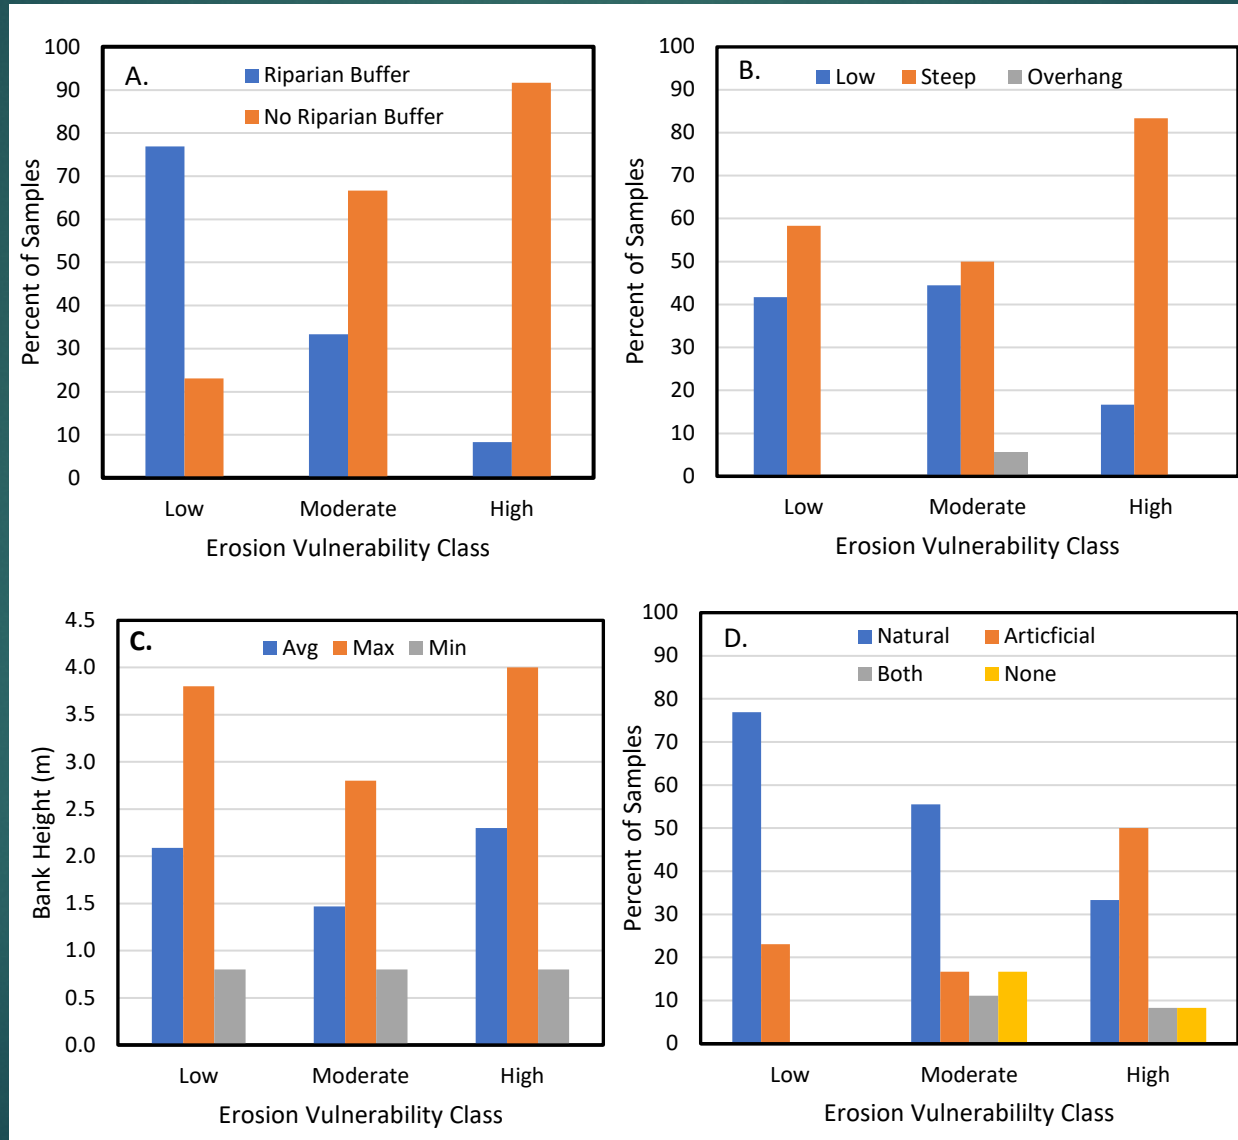 A.
Riparian Buffer
No Riparian Buffer
100
90
80
70
60
50
40
30
20
10
0
Percent of Samples
Low Moderate High
Erosion Vulnerability Class
B.
Low Steep Overhang
100
90
80
70
60
50
40
30
20
10
0
Percent of Samples
Low Moderate High
Erosion Vulnerability Class
C.
Avg Max Min
4.5
4.0
3.5
3.0
2.5
2.0
1.5
1.0
0.5
0.0
Bank Height (m)
Low Moderate High
Erosion Vulnerability Class
D.
Natural Articficial
Both None
100
90
80
70
60
50
40
30
20
10
0
Percent of Samples
Low Moderate High
Erosion Vulnerabililty Class